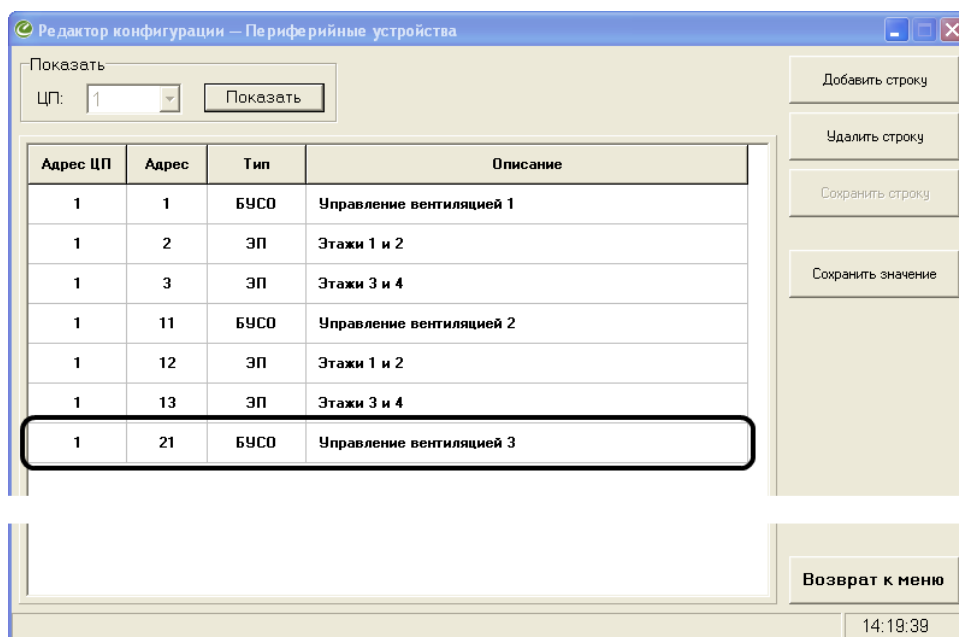 Редактор конфигурации — Периферийные устройства
Показать
ЦП: 1 Показать
Добавить строку
Удалить строку
Сохранить строку
Сохранить значение
Адрес ЦП Адрес Тип Описание
1 1 БУСО Управление вентиляцией 1
1 2 ЭП Этажи 1 и 2
1 3 ЭП Этажи 3 и 4
1 11 БУСО Управление вентиляцией 2
1 12 ЭП Этажи 1 и 2
1 13 ЭП Этажи 3 и 4
1 21 БУСО Управление вентиляцией 3
Возврат к меню
14:19:39